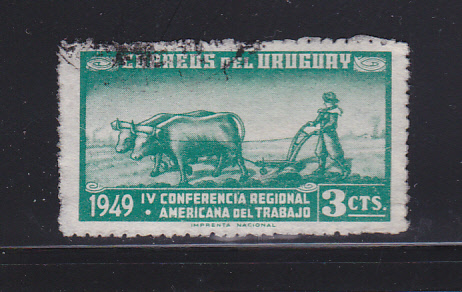 CORREOS DEL URUGUAY
1949 • IV CONFERENCIA REGIONAL
AMERICANA DEL TRABAJO
3 CTS.
IMPRENTA NACIONAL